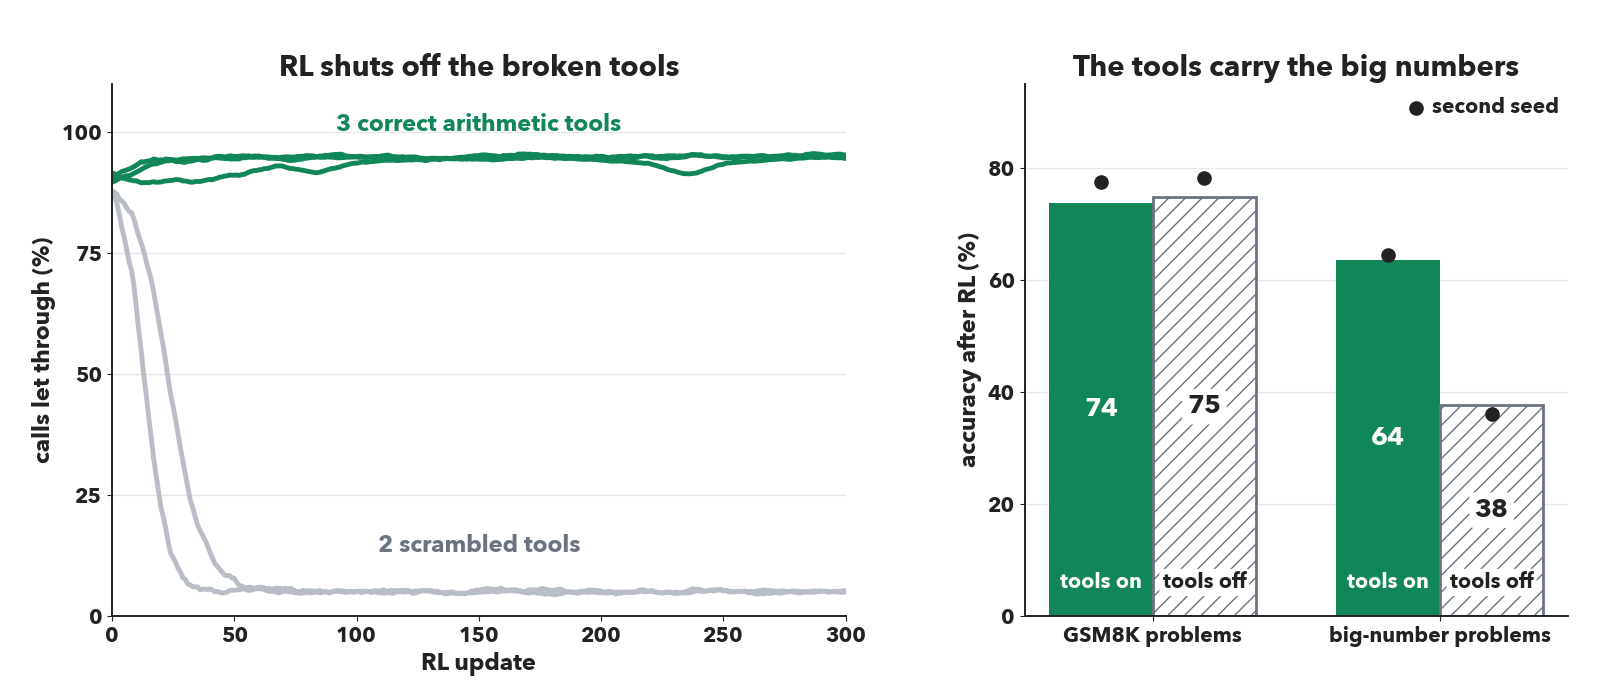 RL shuts off the broken tools
3 correct arithmetic tools
2 scrambled tools
calls let through (%)
100
75
50
25
0
0 50 100 150 200 250 300
RL update
The tools carry the big numbers
second seed
accuracy after RL (%)
80
60
40
20
0
74
75
64
38
tools on
tools off
tools on
tools off
GSM8K problems
big-number problems